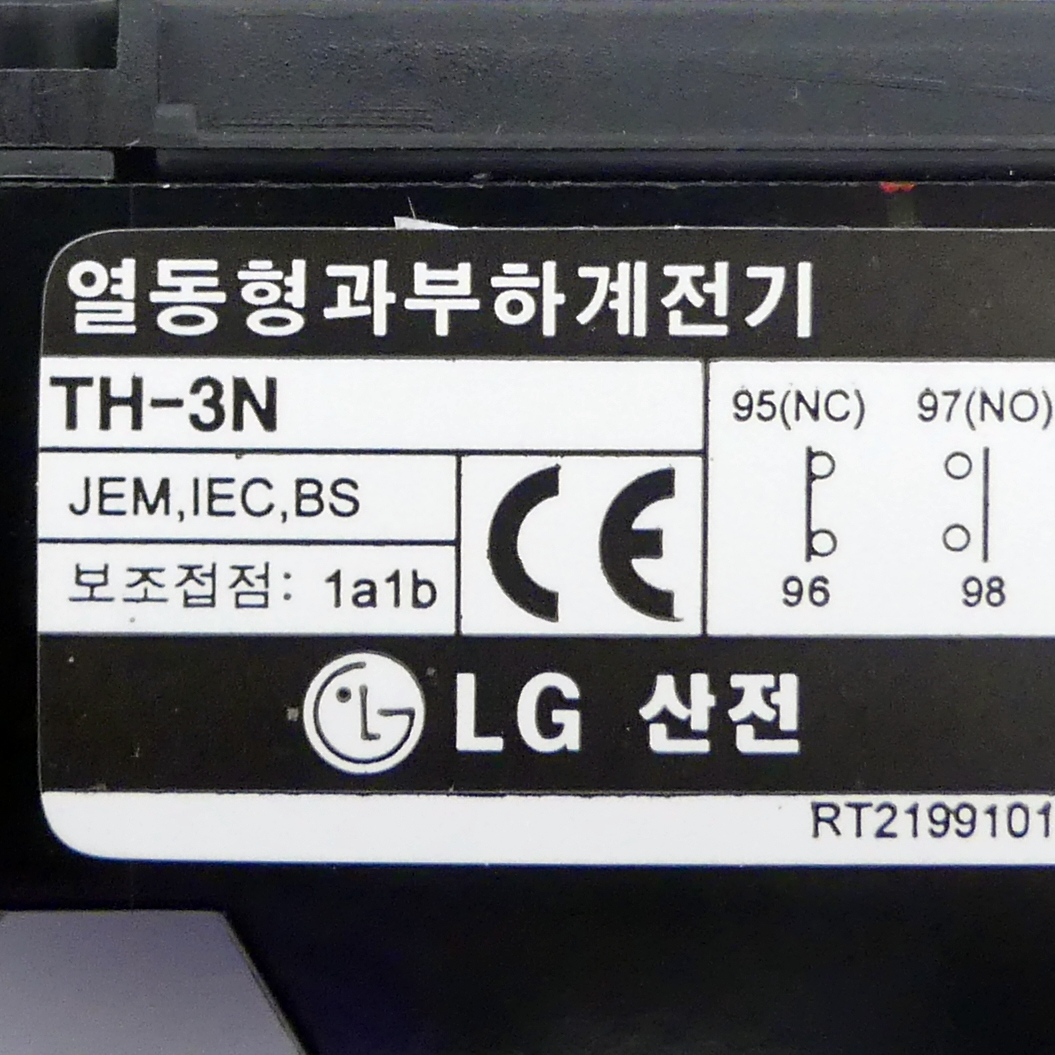 열동형과부하계전기
TH-3N
95(NC) 97(NO)
JEM,IEC,BS
CE
보조접점: 1a1b
96 98
LG 산전
RT2199101